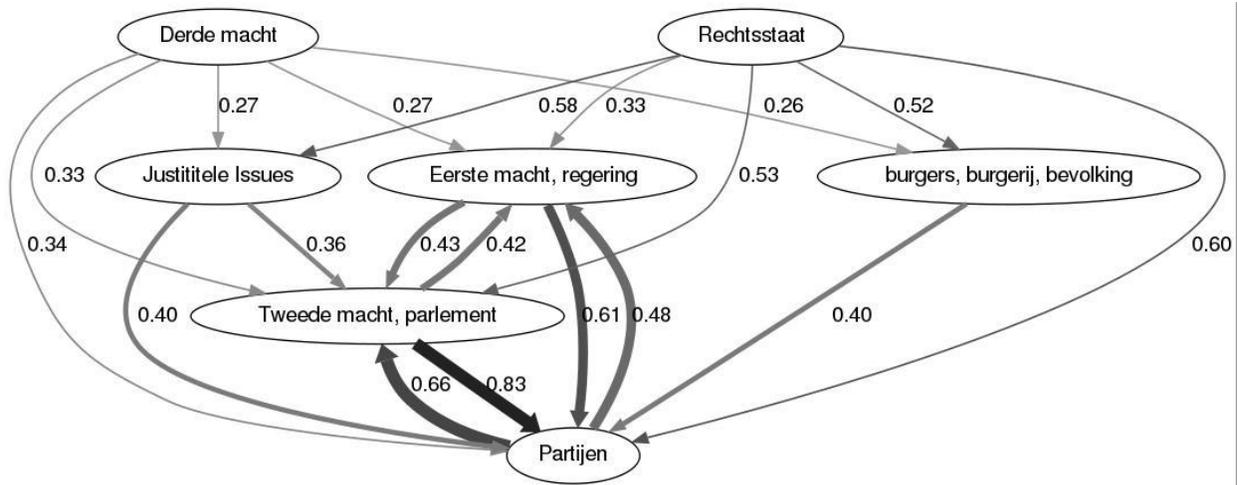 Derde macht
Rechtsstaat
0.27
0.27
0.58
0.33
0.26
0.52
0.33
Justititele Issues
Eerste macht, regering
0.53
burgers, burgerij, bevolking
0.34
0.36
0.43
0.42
0.60
0.40
Tweede macht, parlement
0.61
0.48
0.40
0.66
0.83
Partijen